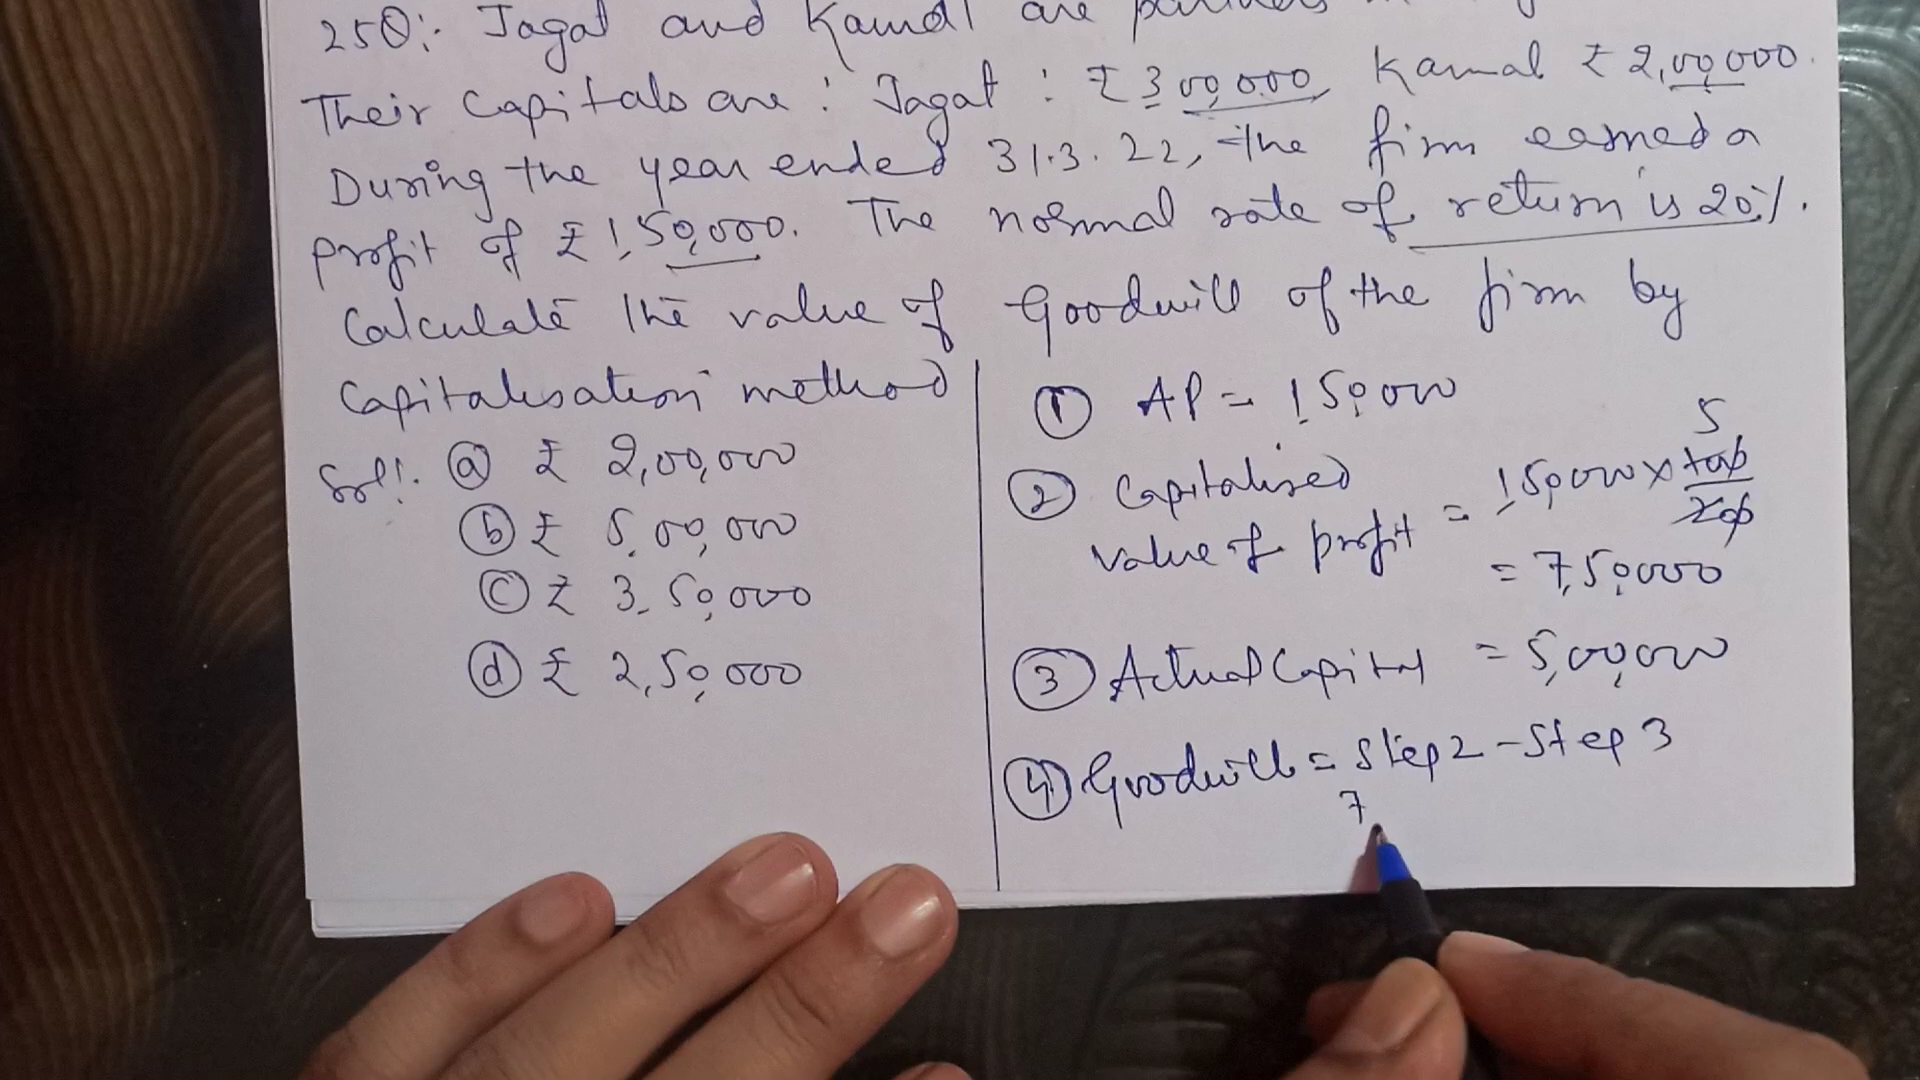 25Q:- Jagat and Kamal are partners
Their Capitals are : Jagat : ₹ 3,00,000, Kamal ₹ 2,00,000.
During the year ended 31.3.22, the firm earned a
profit of ₹ 1,50,000. The normal rate of return is 20%.
Calculate the value of Goodwill of the firm by
Capitalisation method
Sol:- (a) ₹ 2,00,000
(b) ₹ 5,00,000
(c) ₹ 3,50,000
(d) ₹ 2,50,000
(1) AP = 1,50,000
(2) Capitalised value of profit = 1,50,000 × 100/20
5
= 7,50,000
(3) Actual Capital = 5,00,000
(4) Goodwill = Step 2 - Step 3
7